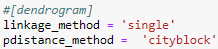 #[dendrogram]
linkage_method = 'single'
pdistance_method =  'cityblock'